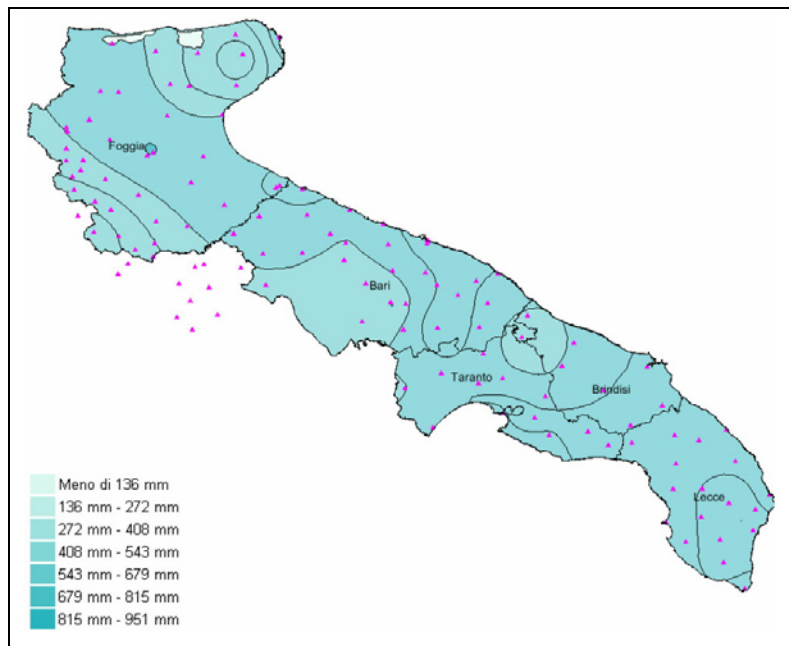 Foggia
Bari
Taranto
Brindisi
Lecce
Meno di 136 mm
136 mm - 272 mm
272 mm - 408 mm
408 mm - 543 mm
543 mm - 679 mm
679 mm - 815 mm
815 mm - 951 mm